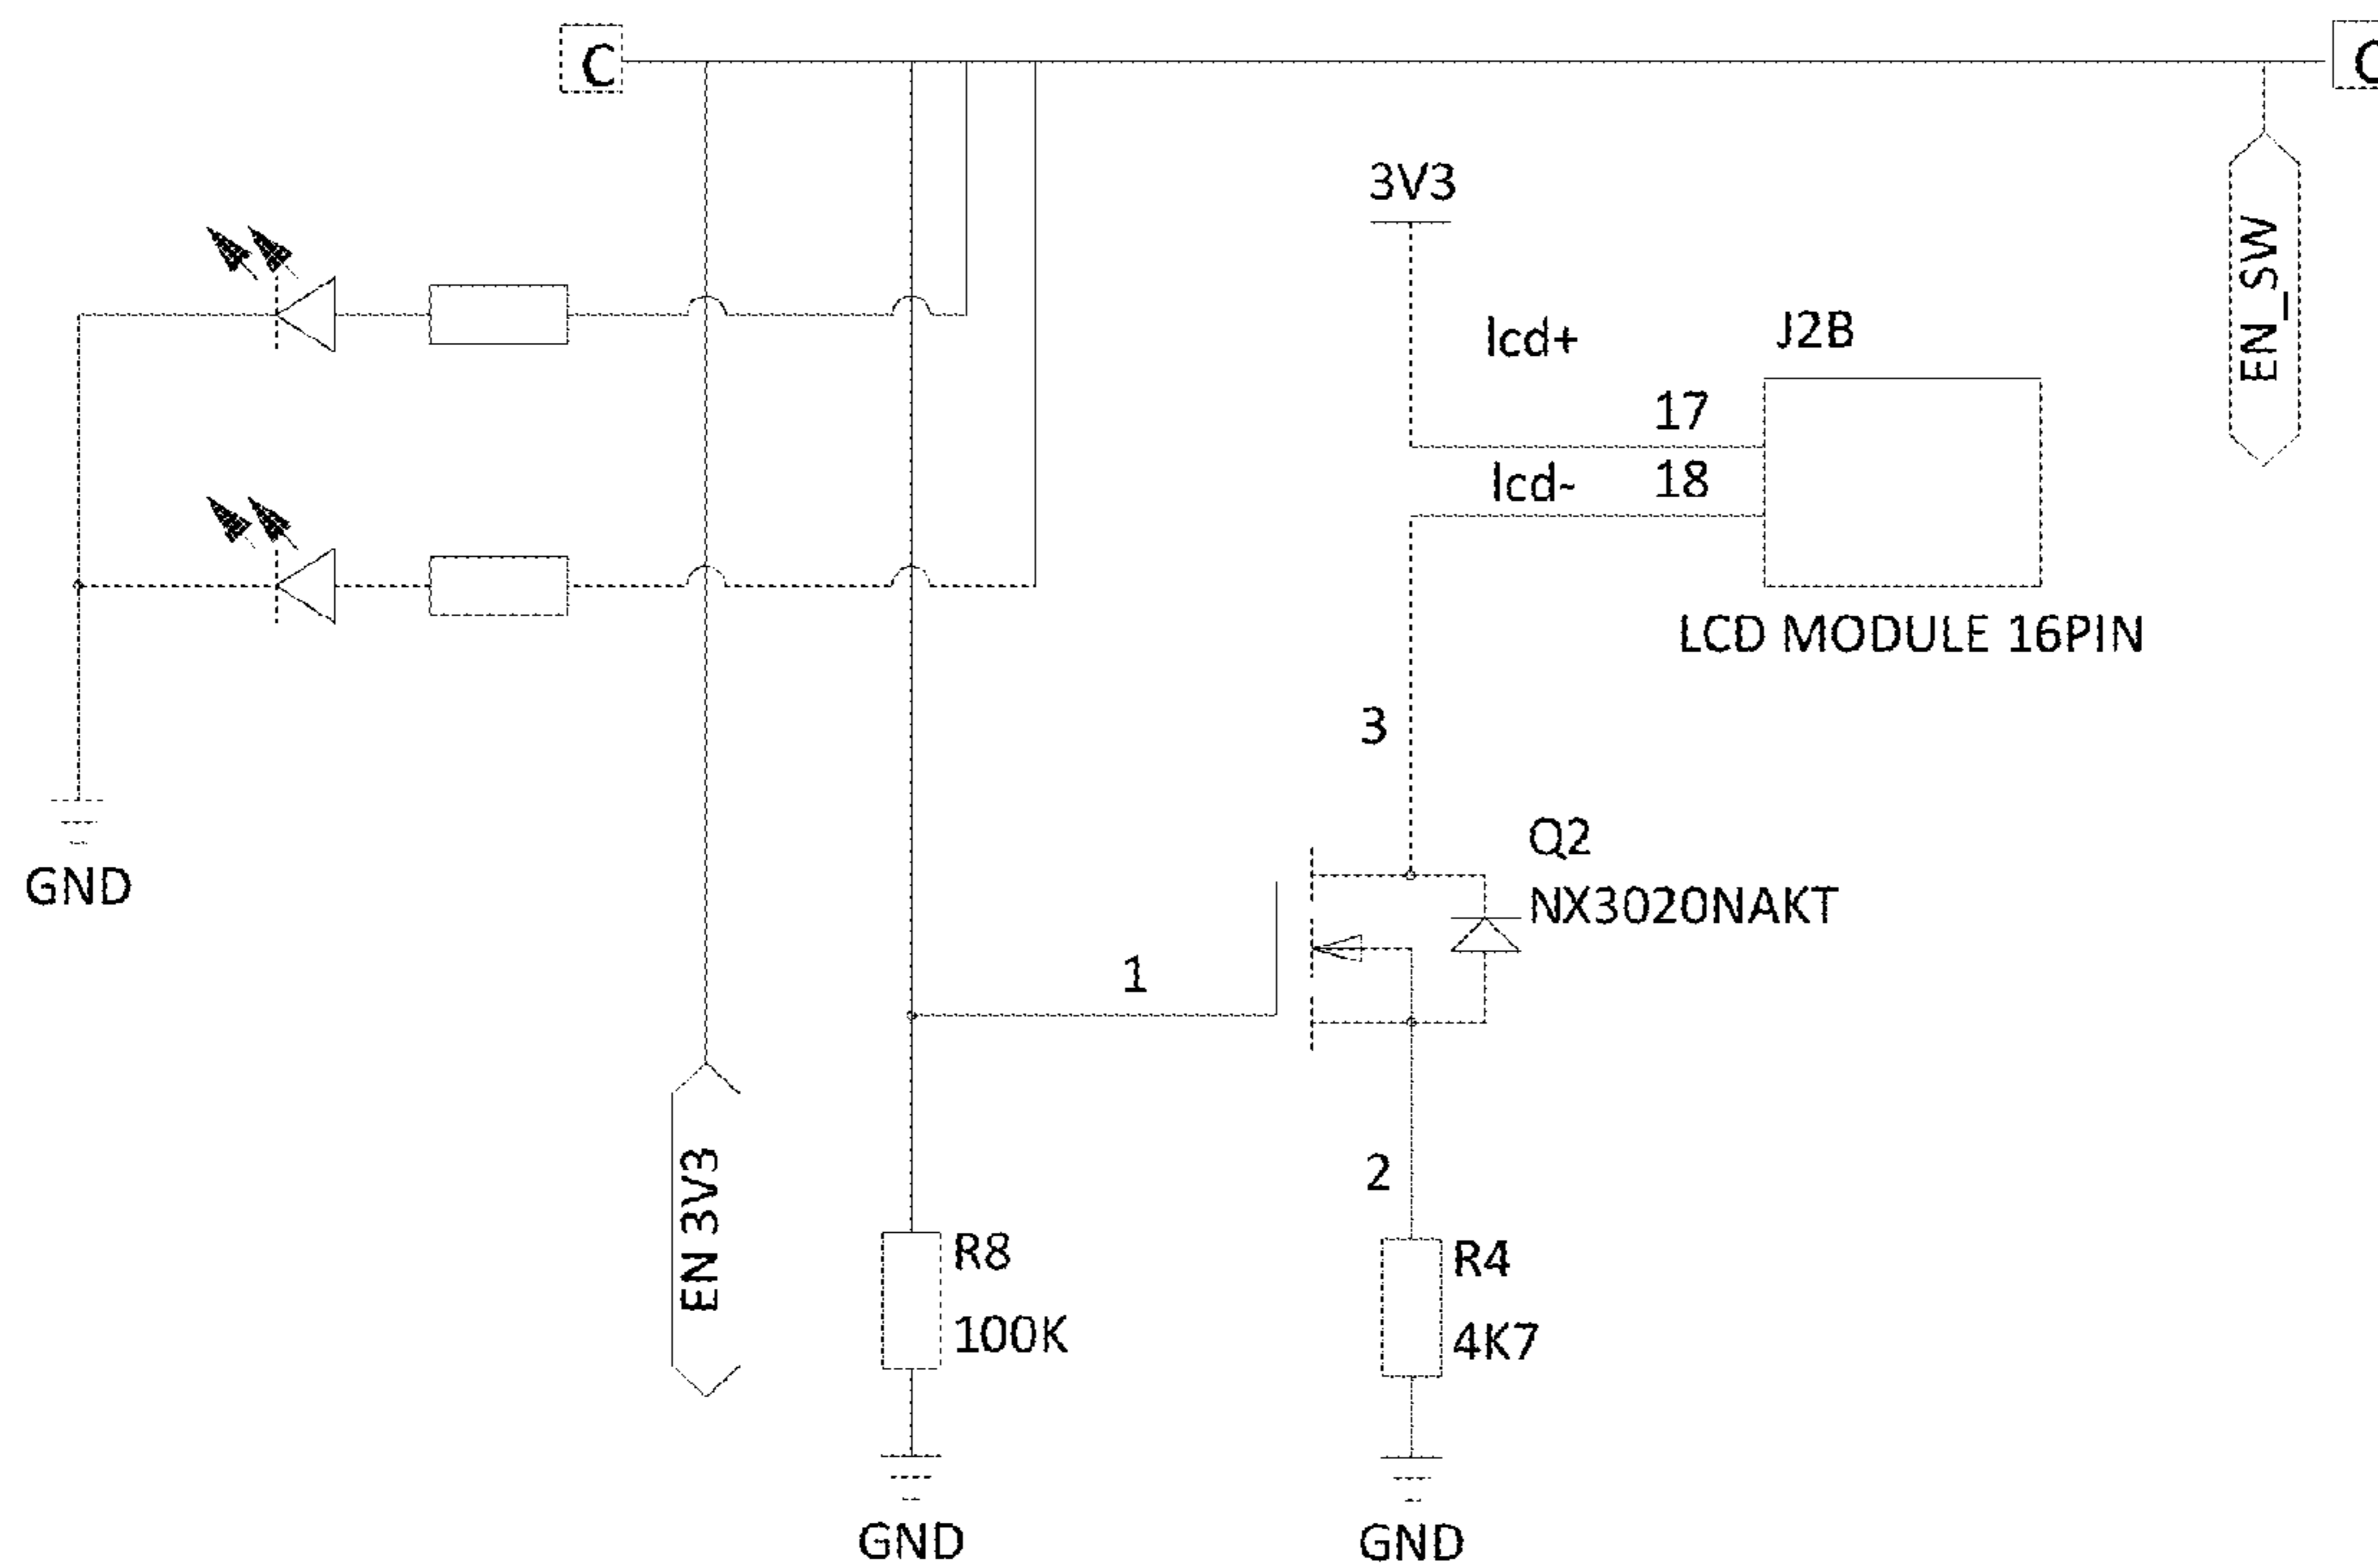 C
C
3V3
EN_SW
lcd+
J2B
17
lcd-
18
LCD MODULE 16PIN
3
Q2
NX3020NAKT
GND
1
2
EN 3V3
R8
100K
R4
4K7
GND
GND